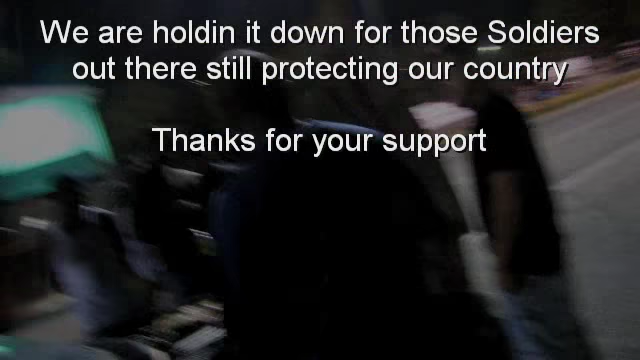 We are holdin it down for those Soldiers
out there still protecting our country
Thanks for your support